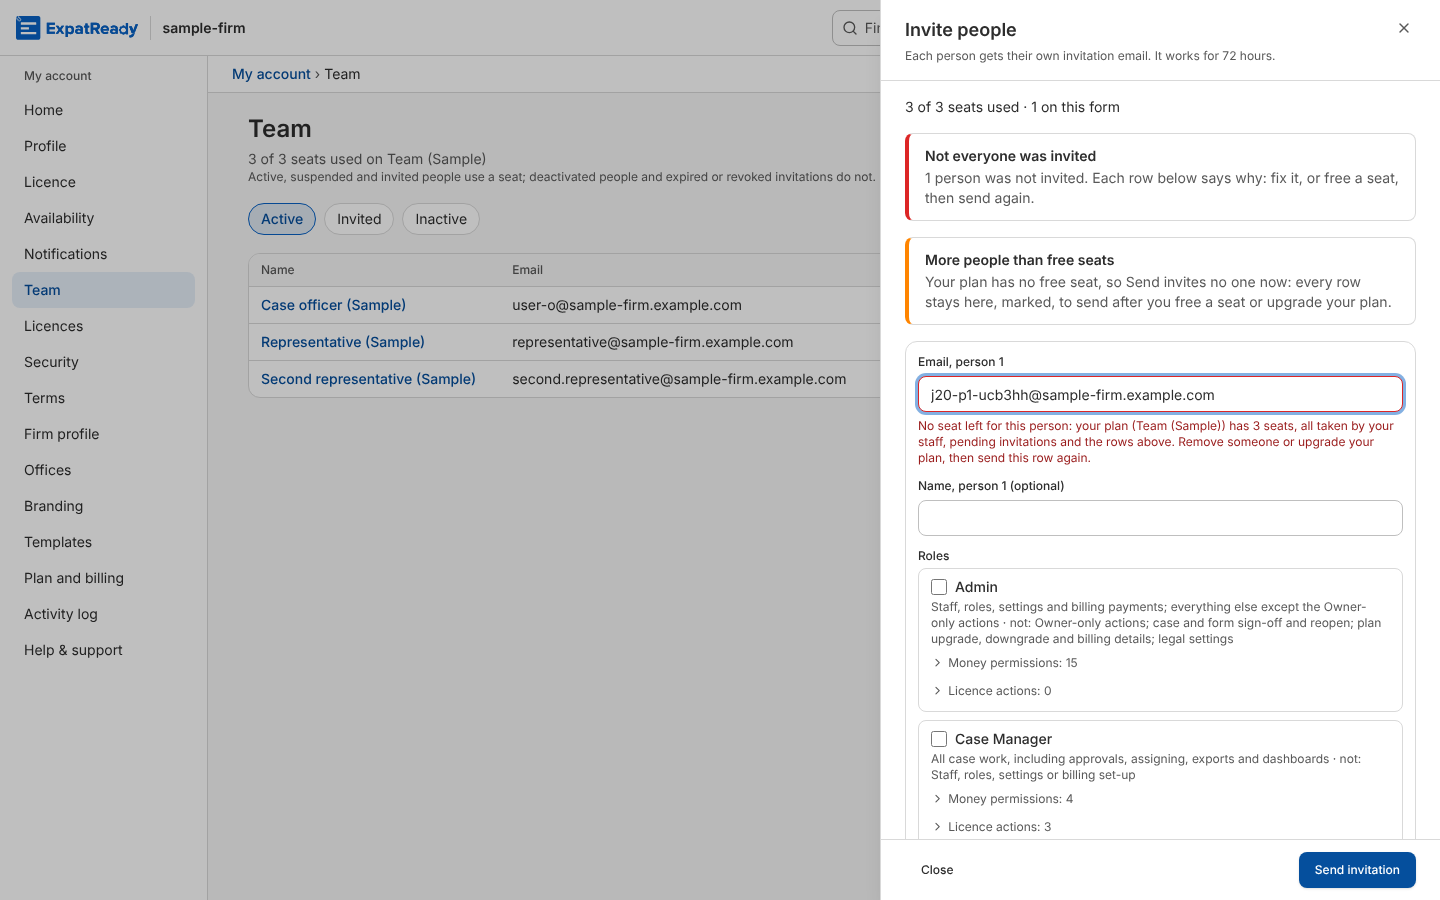 ExpatReady
sample-firm
Invite people
Each person gets their own invitation email. It works for 72 hours.
My account
Home
Profile
Licence
Availability
Notifications
Team
Licences
Security
Terms
Firm profile
Offices
Branding
Templates
Plan and billing
Activity log
Help & support
My account › Team
Team
3 of 3 seats used on Team (Sample)
Active, suspended and invited people use a seat; deactivated people and expired or revoked invitations do not.
Active
Invited
Inactive
Name Email
Case officer (Sample) user-o@sample-firm.example.com
Representative (Sample) representative@sample-firm.example.com
Second representative (Sample) second.representative@sample-firm.example.com
3 of 3 seats used · 1 on this form
Not everyone was invited
1 person was not invited. Each row below says why: fix it, or free a seat,
then send again.
More people than free seats
Your plan has no free seat, so Send invites no one now: every row
stays here, marked, to send after you free a seat or upgrade your plan.
Email, person 1
j20-p1-ucb3hh@sample-firm.example.com
No seat left for this person: your plan (Team (Sample)) has 3 seats, all taken by your
staff, pending invitations and the rows above. Remove someone or upgrade your
plan, then send this row again.
Name, person 1 (optional)
Roles
Admin
Staff, roles, settings and billing payments; everything else except the Owner-
only actions · not: Owner-only actions; case and form sign-off and reopen; plan
upgrade, downgrade and billing details; legal settings
Money permissions: 15
Licence actions: 0
Case Manager
All case work, including approvals, assigning, exports and dashboards · not:
Staff, roles, settings or billing set-up
Money permissions: 4
Licence actions: 3
Close
Send invitation